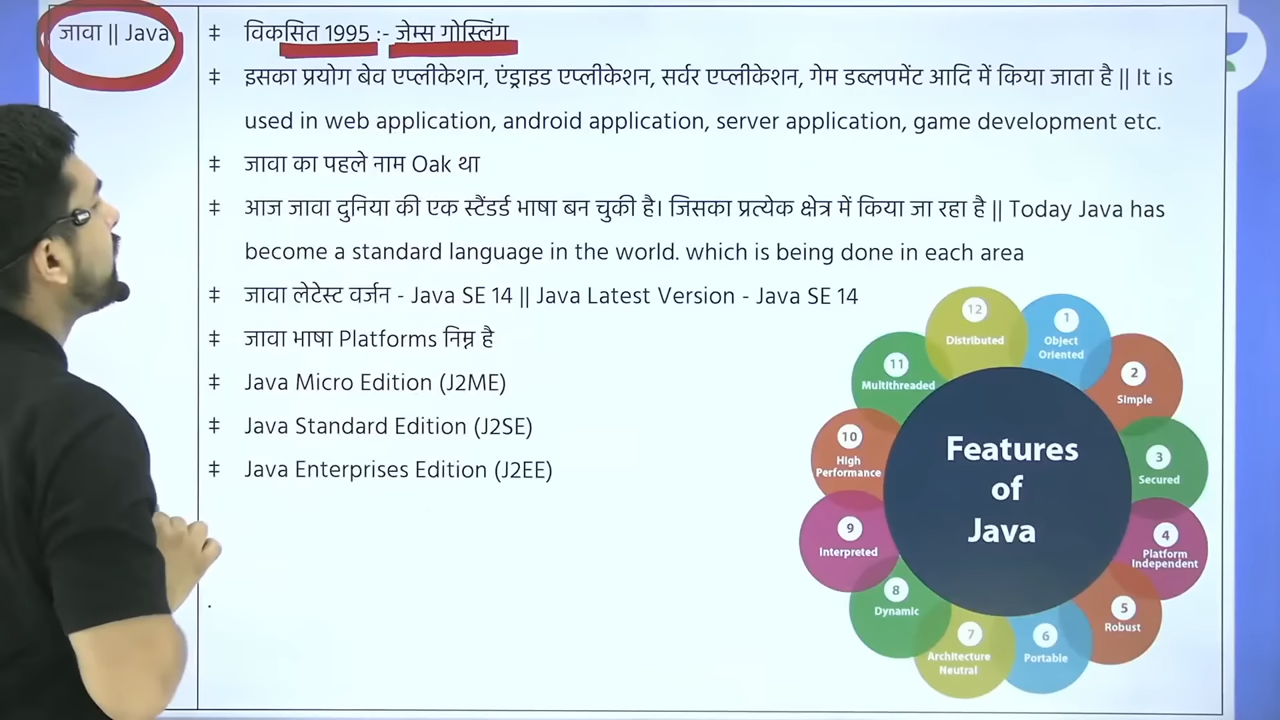 जावा || Java
‡ विकसित 1995 :- जेम्स गोस्लिंग
‡ इसका प्रयोग बेव एप्लीकेशन, एंड्राइड एप्लीकेशन, सर्वर एप्लीकेशन, गेम डब्लपमेंट आदि में किया जाता है || It is
used in web application, android application, server application, game development etc.
‡ जावा का पहले नाम Oak था
‡ आज जावा दुनिया की एक स्टैंडर्ड भाषा बन चुकी है। जिसका प्रत्येक क्षेत्र में किया जा रहा है || Today Java has
become a standard language in the world. which is being done in each area
‡ जावा लेटेस्ट वर्जन - Java SE 14 || Java Latest Version - Java SE 14
‡ जावा भाषा Platforms निम्न है
‡ Java Micro Edition (J2ME)
‡ Java Standard Edition (J2SE)
‡ Java Enterprises Edition (J2EE)
.
Features
of
Java
1
Object
Oriented
2
Simple
3
Secured
4
Platform
Independent
5
Robust
6
Portable
7
Architecture
Neutral
8
Dynamic
9
Interpreted
10
High
Performance
11
Multithreaded
12
Distributed